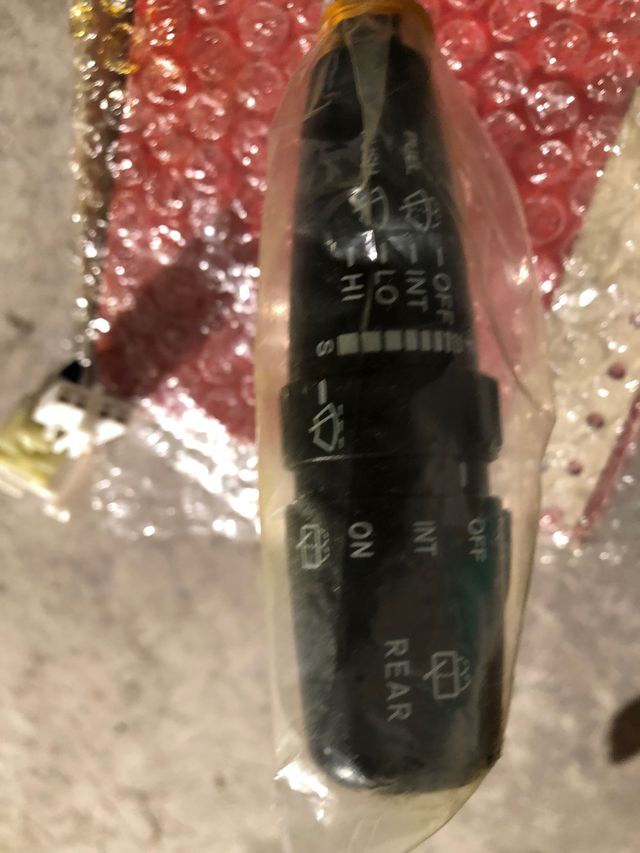 PULL
OFF
INT
LO
HI
S
OFF
INT
ON
REAR